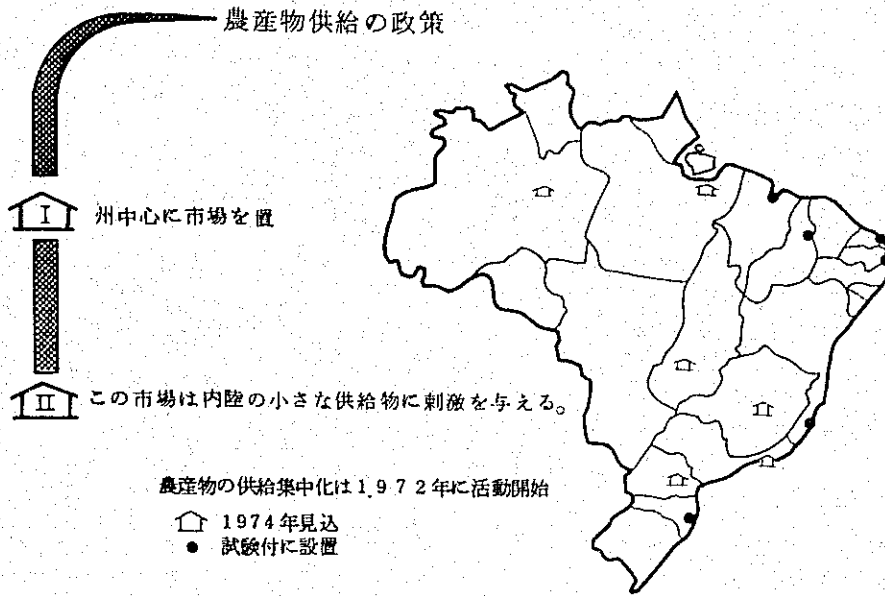 農産物供給の政策
I 州中心に市場を置
II この市場は内陸の小さな供給物に刺激を与える。
農産物の供給集中化は1.972年に活動開始
1974年見込
試験付に設置